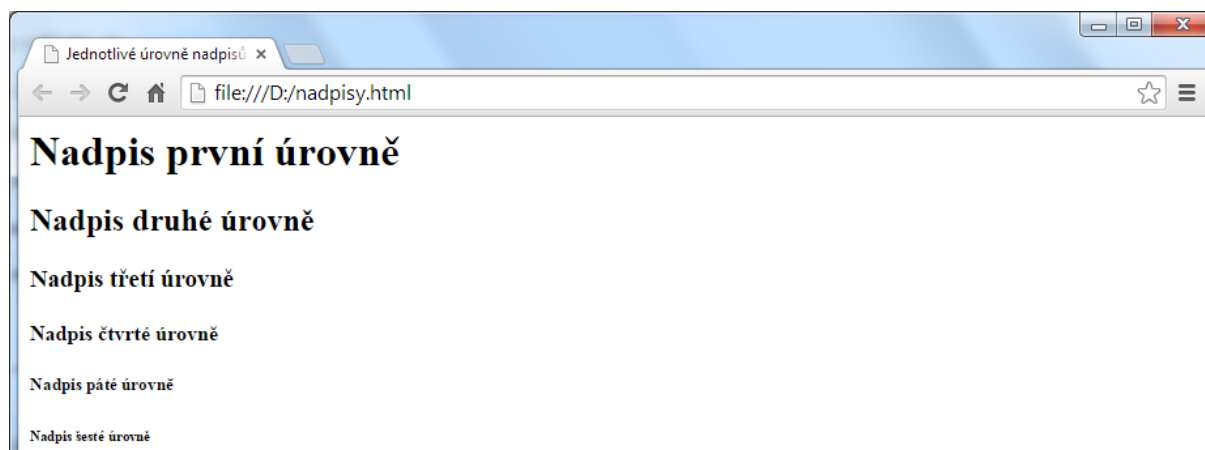 Jednotlivé úrovně nadpisů
file:///D:/nadpisy.html
Nadpis první úrovně
Nadpis druhé úrovně
Nadpis třetí úrovně
Nadpis čtvrté úrovně
Nadpis páté úrovně
Nadpis šesté úrovně